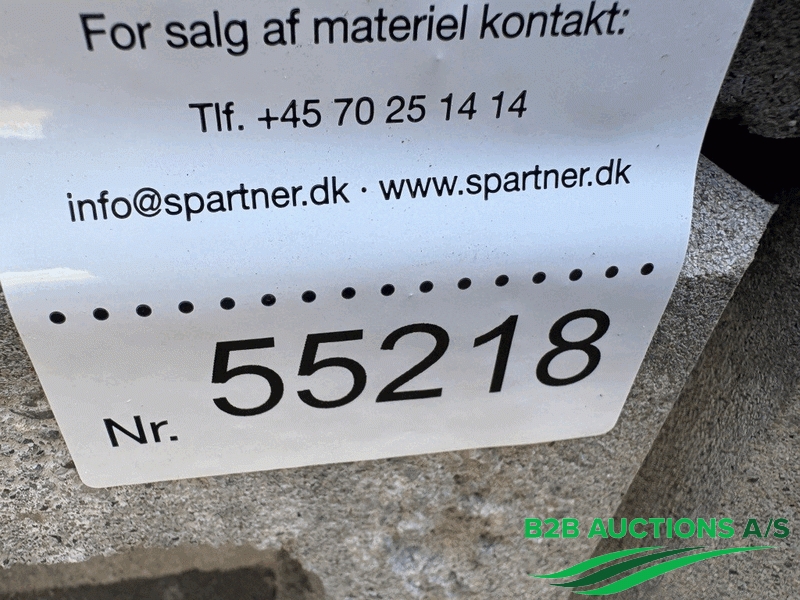 For salg af materiel kontakt:
Tlf. +45 70 25 14 14
info@spartner.dk · www.spartner.dk
Nr. 55218
B2B AUCTIONS A/S